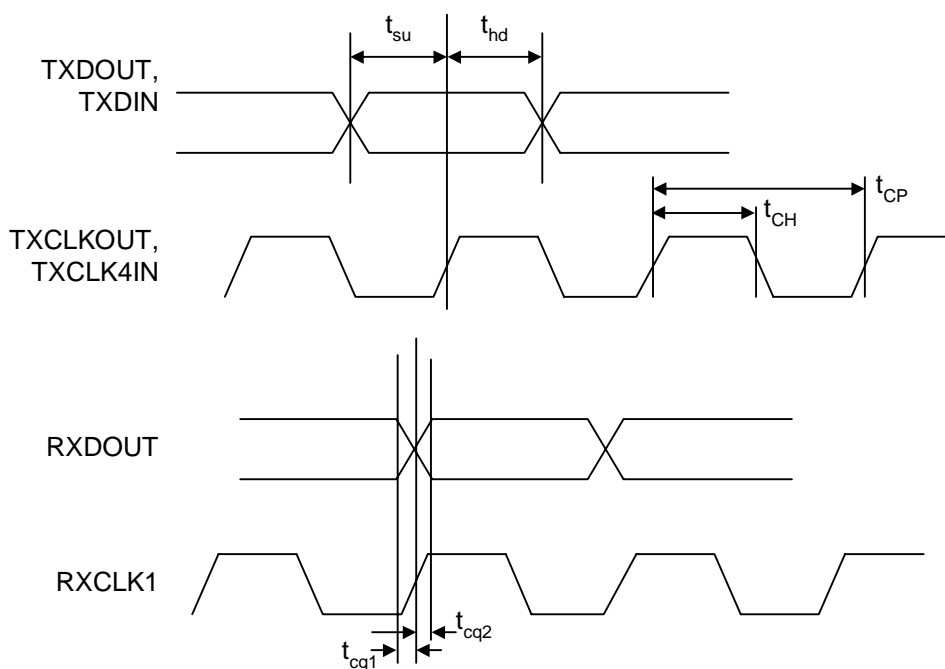 t_su
t_hd
TXDOUT,
TXDIN
t_CP
t_CH
TXCLKOUT,
TXCLK4IN
RXDOUT
RXCLK1
t_cq2
t_cq1